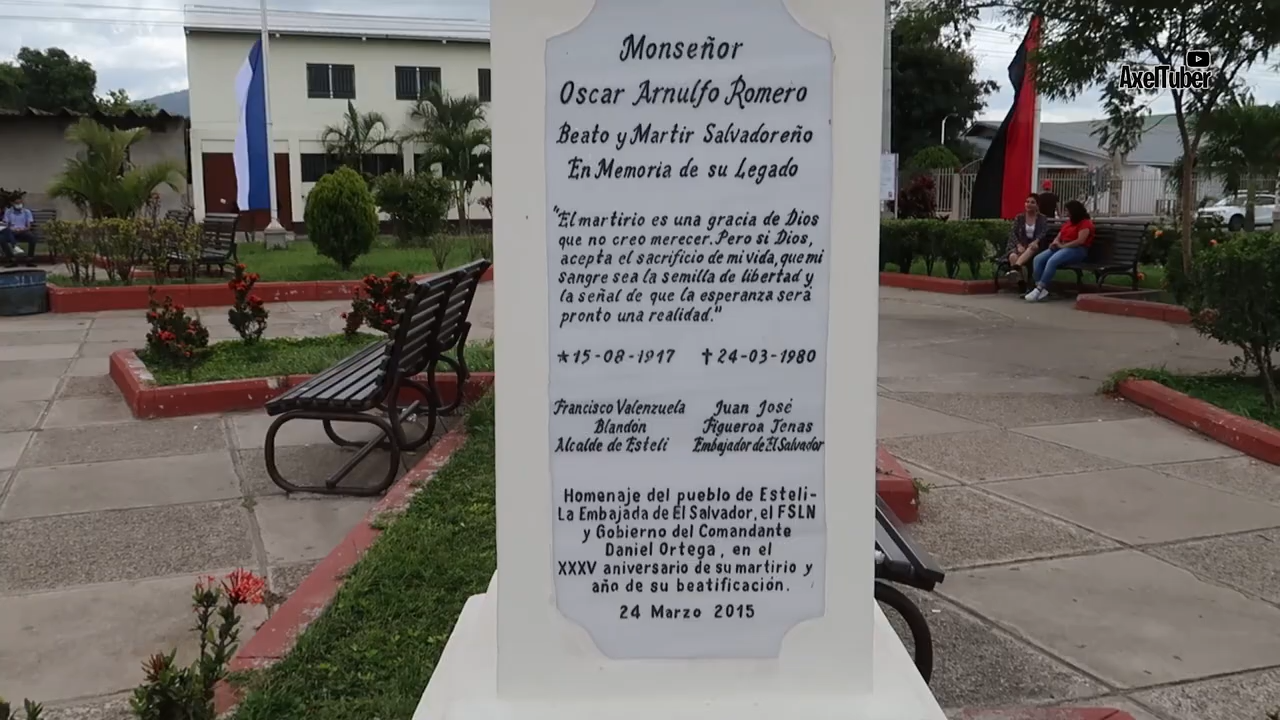 AxelTuber
Monseñor
Oscar Arnulfo Romero
Beato y Martir Salvadoreño
En Memoria de su Legado
"El martirio es una gracia de Dios
que no creo merecer. Pero si Dios,
acepta el sacrificio de mi vida, que mi
sangre sea la semilla de libertad y
la señal de que la esperanza será
pronto una realidad."
★15-08-1917 †24-03-1980
Francisco Valenzuela
Blandón
Alcalde de Estelí
Juan José
Figueroa Tenas
Embajador de El Salvador
Homenaje del pueblo de Esteli-
La Embajada de El Salvador, el FSLN
y Gobierno del Comandante
Daniel Ortega, en el
XXXV aniversario de su martirio y
año de su beatificación.
24 Marzo 2015